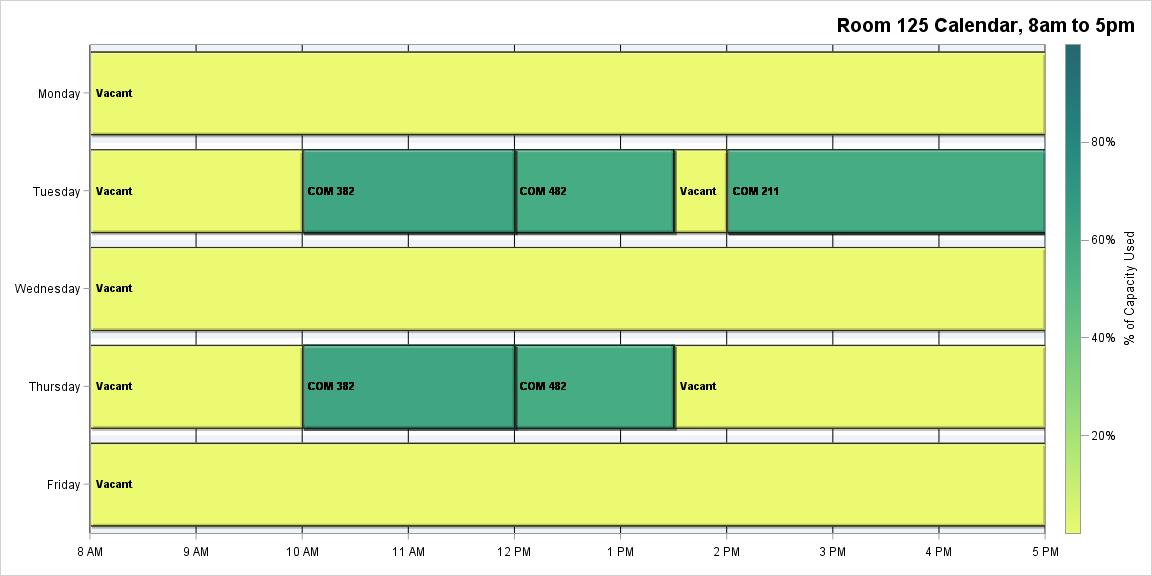 Room 125 Calendar, 8am to 5pm
Monday
Vacant
Tuesday
Vacant
COM 382
COM 482
Vacant
COM 211
Wednesday
Vacant
Thursday
Vacant
COM 382
COM 482
Vacant
Friday
Vacant
8 AM
9 AM
10 AM
11 AM
12 PM
1 PM
2 PM
3 PM
4 PM
5 PM
80%
60%
40%
20%
% of Capacity Used